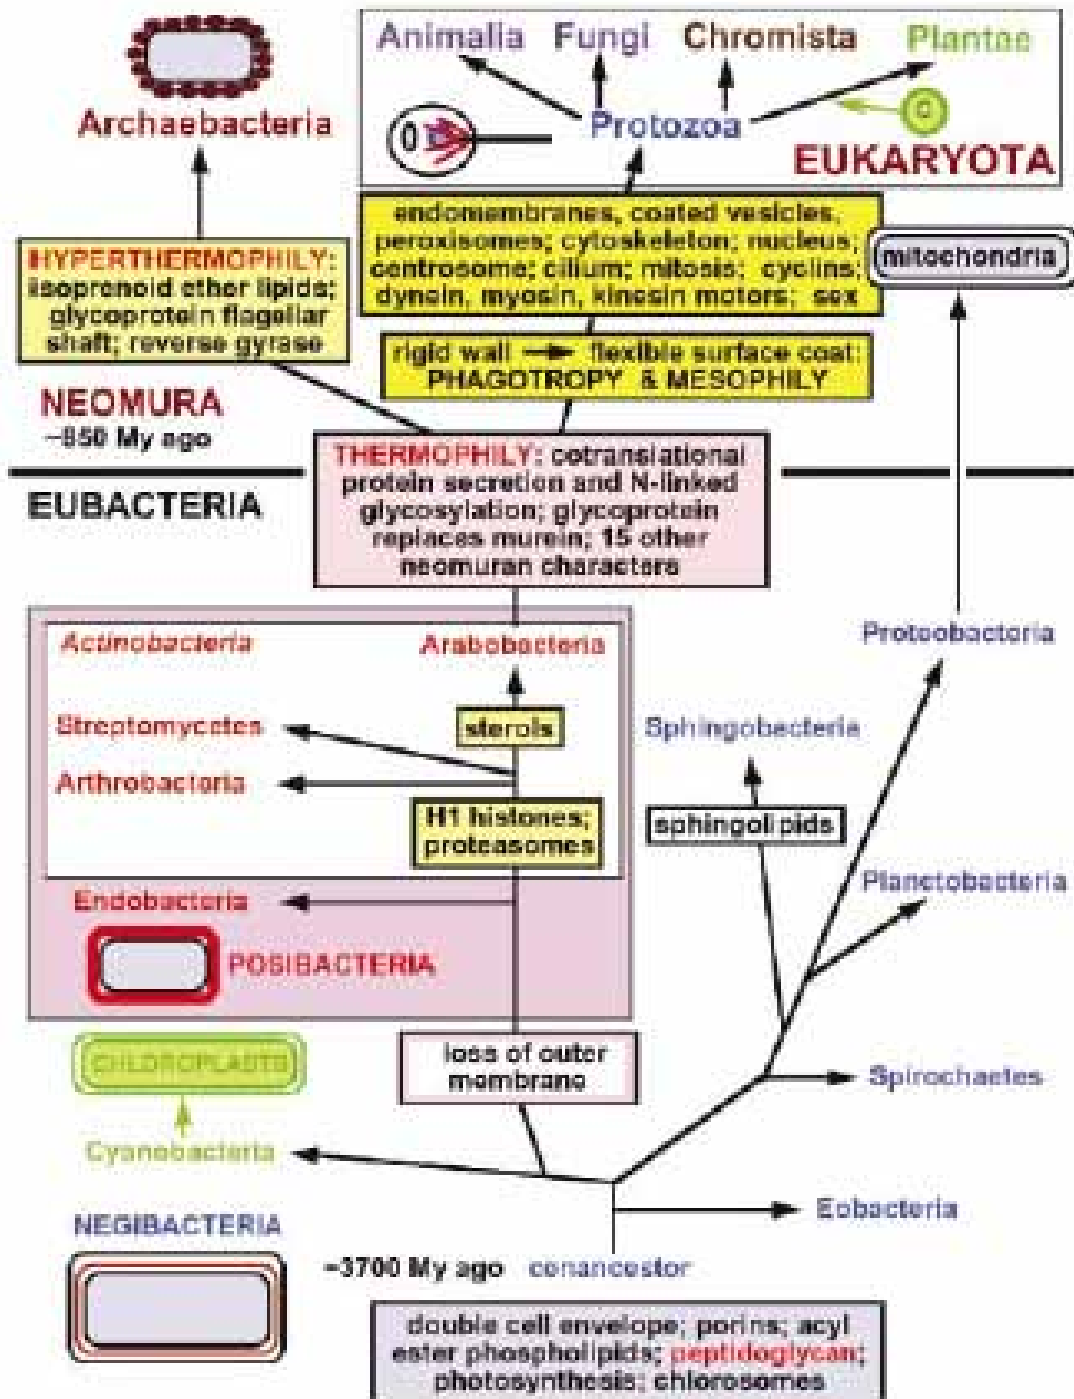 Animalia Fungi Chromista Plantae
Archaebacteria
Protozoa
C
EUKARYOTA
endomembranes, coated vesicles,
peroxisomes; cytoskeleton; nucleus;
centrosome; cilium; mitosis; cyclins;
dynein, myosin, kinesin motors; sex
mitochondria
HYPERTHERMOPHILY:
isoprenoid ether lipids;
glycoprotein flagellar
shaft; reverse gyrase
rigid wall → flexible surface coat:
PHAGOTROPY & MESOPHILY
NEOMURA
~850 My ago
THERMOPHILY: cotranslational
protein secretion and N-linked
glycosylation; glycoprotein
replaces murein; 15 other
neomuran characters
EUBACTERIA
Actinobacteria
Arabobacteria
Proteobacteria
Streptomycetes
sterols
Sphingobacteria
Arthrobacteria
H1 histones;
proteasomes
sphingolipids
Endobacteria
Planctobacteria
POSIBACTERIA
CHLOROPLASTS
loss of outer
membrane
Spirochaetes
Cyanobacteria
NEGIBACTERIA
Eobacteria
~3700 My ago cenancestor
double cell envelope; porins; acyl
ester phospholipids; peptidoglycan;
photosynthesis; chlorosomes